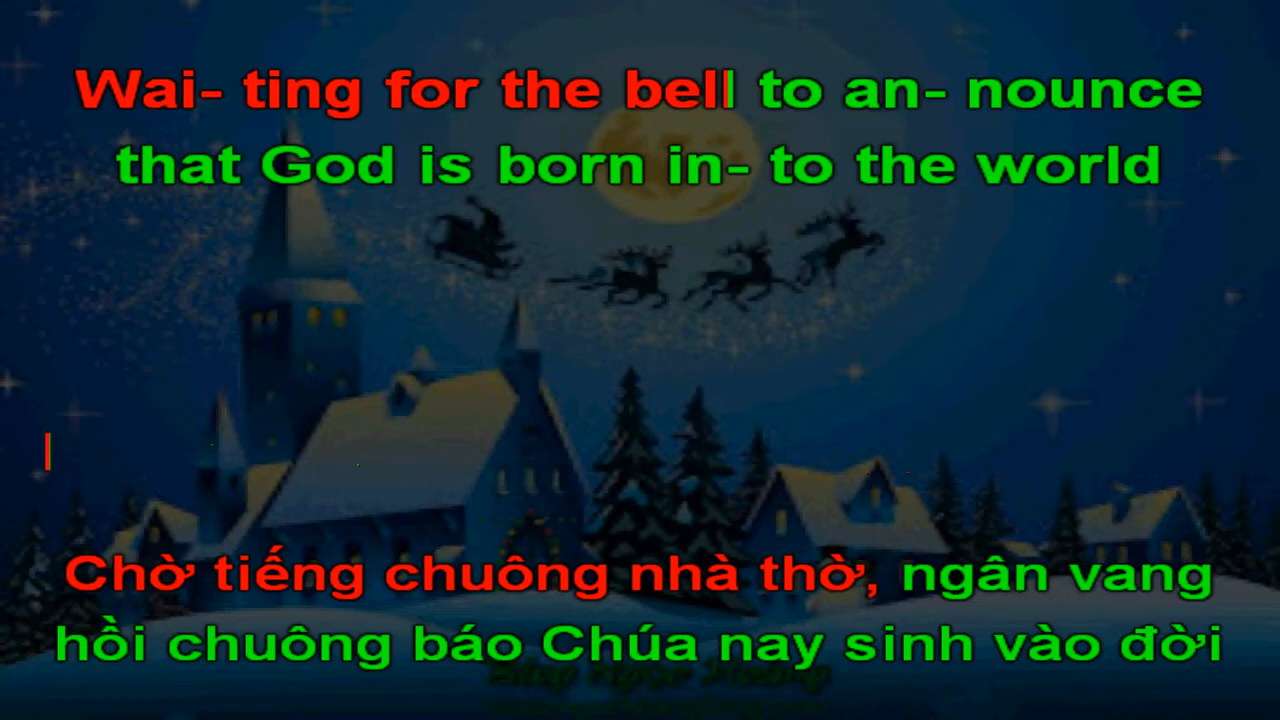 Wai- ting for the bell to an- nounce
that God is born in- to the world
Chờ tiếng chuông nhà thờ, ngân vang
hồi chuông báo Chúa nay sinh vào đời